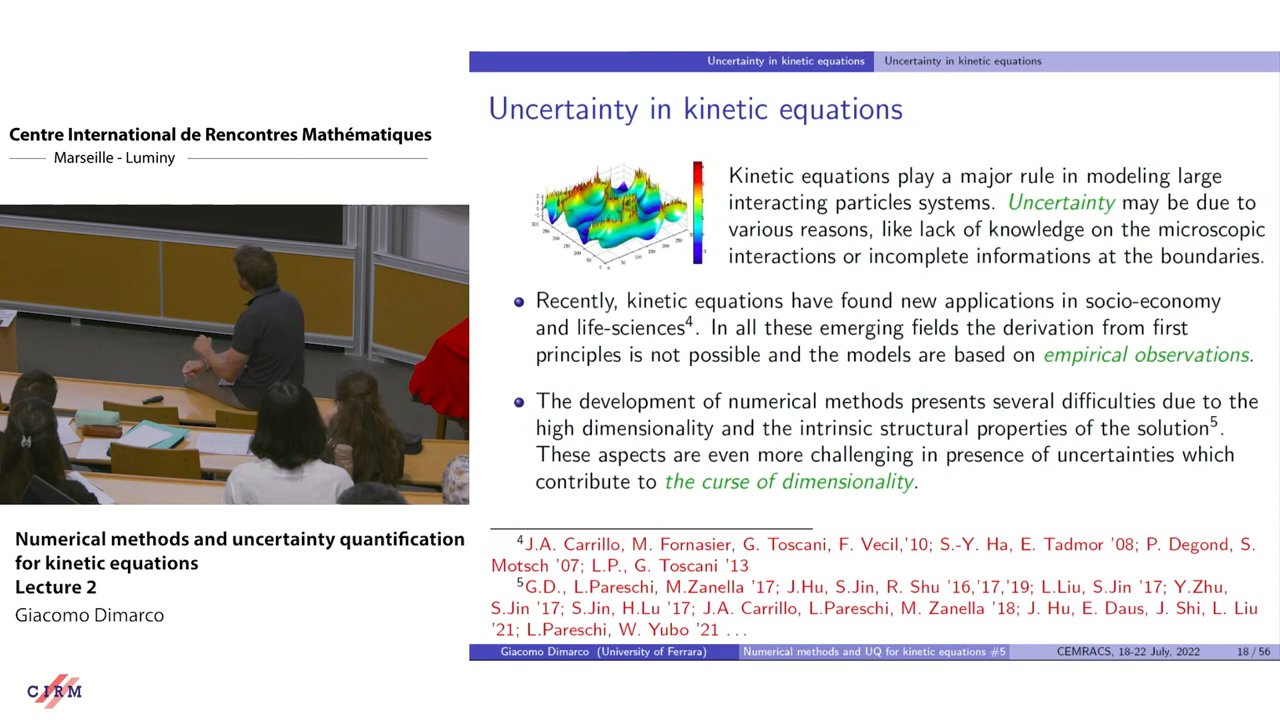 Centre International de Rencontres Mathématiques
Marseille - Luminy
Numerical methods and uncertainty quantification
for kinetic equations
Lecture 2
Giacomo Dimarco
CIRM
Uncertainty in kinetic equations Uncertainty in kinetic equations
Uncertainty in kinetic equations
Kinetic equations play a major rule in modeling large
interacting particles systems. Uncertainty may be due to
various reasons, like lack of knowledge on the microscopic
interactions or incomplete informations at the boundaries.
Recently, kinetic equations have found new applications in socio-economy
and life-sciences⁴. In all these emerging fields the derivation from first
principles is not possible and the models are based on empirical observations.
The development of numerical methods presents several difficulties due to the
high dimensionality and the intrinsic structural properties of the solution⁵.
These aspects are even more challenging in presence of uncertainties which
contribute to the curse of dimensionality.
⁴J.A. Carrillo, M. Fornasier, G. Toscani, F. Vecil,'10; S.-Y. Ha, E. Tadmor '08; P. Degond, S.
Motsch '07; L.P., G. Toscani '13
⁵G.D., L.Pareschi, M.Zanella '17; J.Hu, S.Jin, R. Shu '16,'17,'19; L.Liu, S.Jin '17; Y.Zhu,
S.Jin '17; S.Jin, H.Lu '17; J.A. Carrillo, L.Pareschi, M. Zanella '18; J. Hu, E. Daus, J. Shi, L. Liu
'21; L.Pareschi, W. Yubo '21 ...
Giacomo Dimarco (University of Ferrara) Numerical methods and UQ for kinetic equations #5 CEMRACS, 18-22 July, 2022 18/56